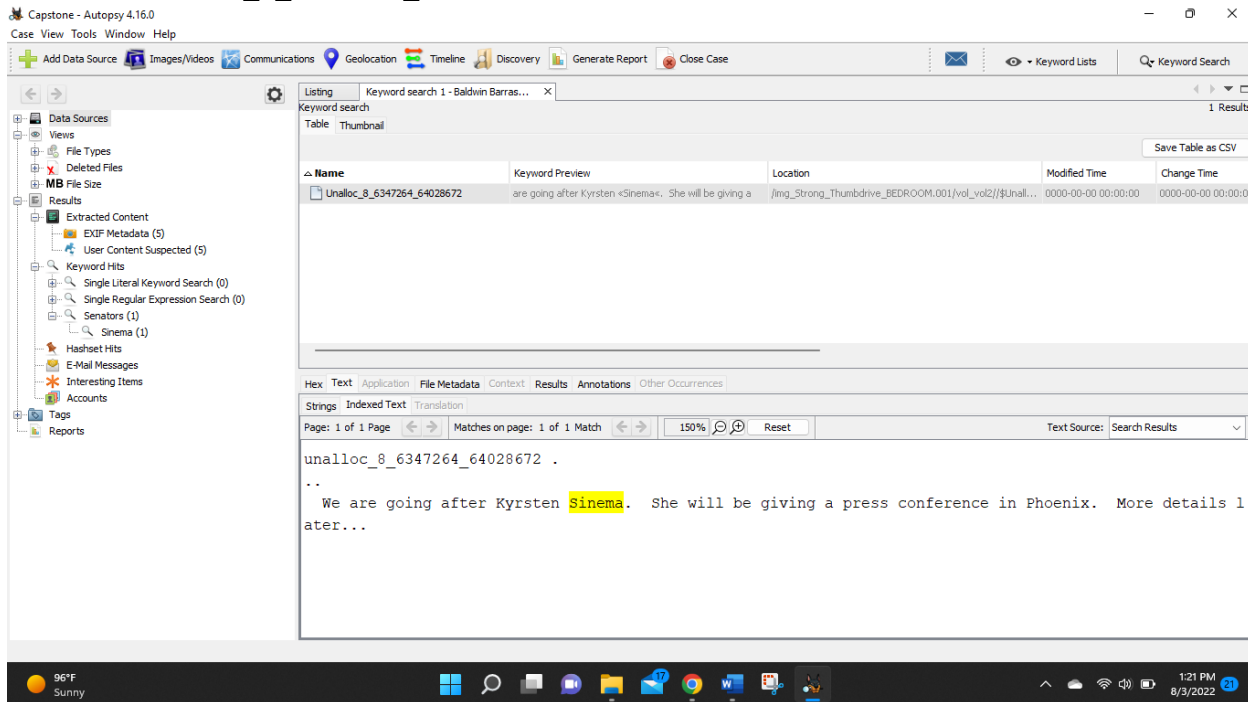 Capstone - Autopsy 4.16.0
Case View Tools Window Help
Add Data Source Images/Videos Communications Geolocation Timeline Discovery Generate Report Close Case Keyword Lists Keyword Search
Listing Keyword search 1 - Baldwin Barras...
Keyword search
1 Results
Table Thumbnail
Save Table as CSV
Name Keyword Preview Location Modified Time Change Time
Unalloc_8_6347264_64028672 are going after Kyrsten «Sinema«. She will be giving a /img_Strong_Thumbdrive_BEDROOM.001/vol_vol2//$Unall... 0000-00-00 00:00:00 0000-00-00 00:00:0
Data Sources
Views
File Types
Deleted Files
MB File Size
Results
Extracted Content
EXIF Metadata (5)
User Content Suspected (5)
Keyword Hits
Single Literal Keyword Search (0)
Single Regular Expression Search (0)
Senators (1)
Sinema (1)
Hashset Hits
E-Mail Messages
Interesting Items
Accounts
Tags
Reports
Hex Text Application File Metadata Context Results Annotations Other Occurrences
Strings Indexed Text Translation
Page: 1 of 1 Page Matches on page: 1 of 1 Match 150% Reset Text Source: Search Results
unalloc_8_6347264_64028672 .
..
We are going after Kyrsten Sinema. She will be giving a press conference in Phoenix. More details l
ater...
96°F
Sunny
17
W
1:21 PM
8/3/2022
21